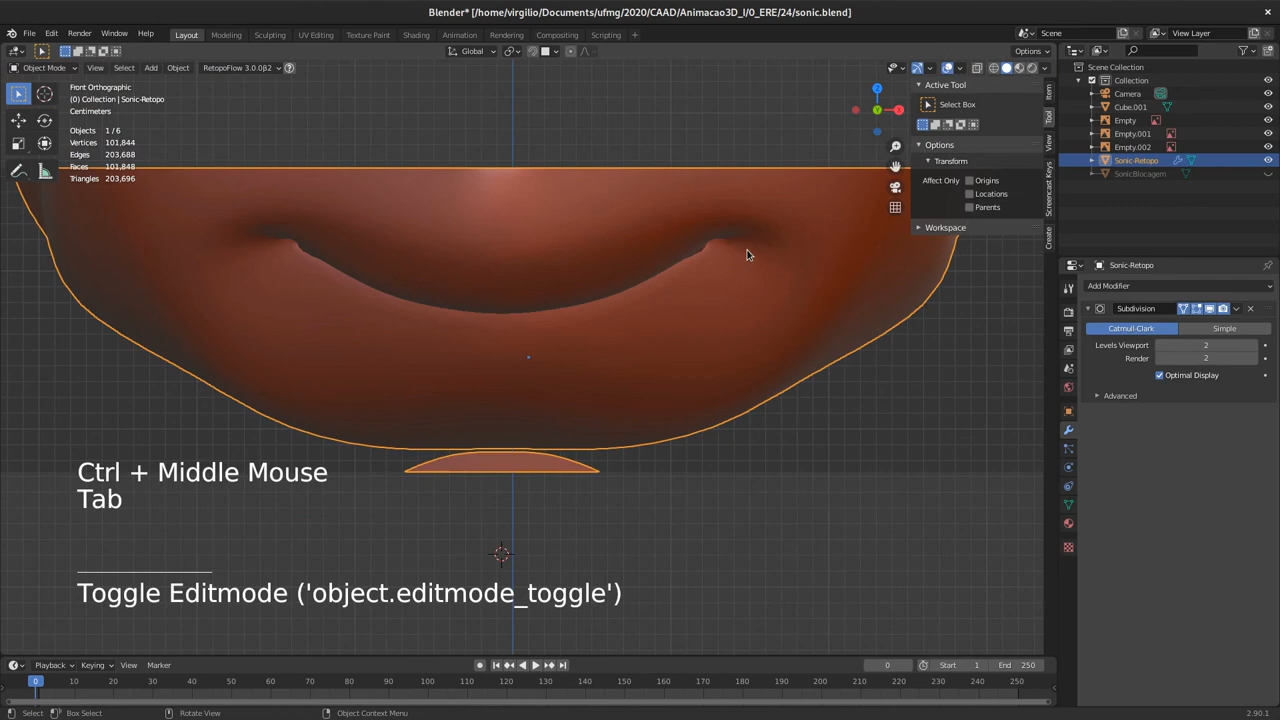 Blender* [/home/virgilio/Documents/ufmg/2020/CAAD/Animacao3D_I/0_ERE/24/sonic.blend]
File Edit Render Window Help Layout Modeling Sculpting UV Editing Texture Paint Shading Animation Rendering Compositing Scripting + Scene View Layer
Global Options
Object Mode View Select Add Object RetopoFlow 3.0.0β2
Front Orthographic
(0) Collection | Sonic-Retopo
Centimeters
Objects 1 / 6
Vertices 101,844
Edges 203,688
Faces 101,848
Triangles 203,696
Active Tool
Select Box
Options
Transform
Affect Only Origins
Locations
Parents
Workspace
Item
Tool
View
Screencast Keys
Create
Scene Collection
Collection
Camera
Cube.001
Empty
Empty.001
Empty.002
Sonic-Retopo
SonicBlocagem
Sonic-Retopo
Add Modifier
Subdivision
Catmull-Clark Simple
Levels Viewport 2
Render 2
Optimal Display
Advanced
Ctrl + Middle Mouse
Tab
Toggle Editmode ('object.editmode_toggle')
Playback Keying View Marker 0 Start 1 End 250
0 10 20 30 40 50 60 70 80 90 100 110 120 130 140 150 160 170 180 190 200 210 220 230 240 250
Select Box Select Rotate View Object Context Menu 2.90.1